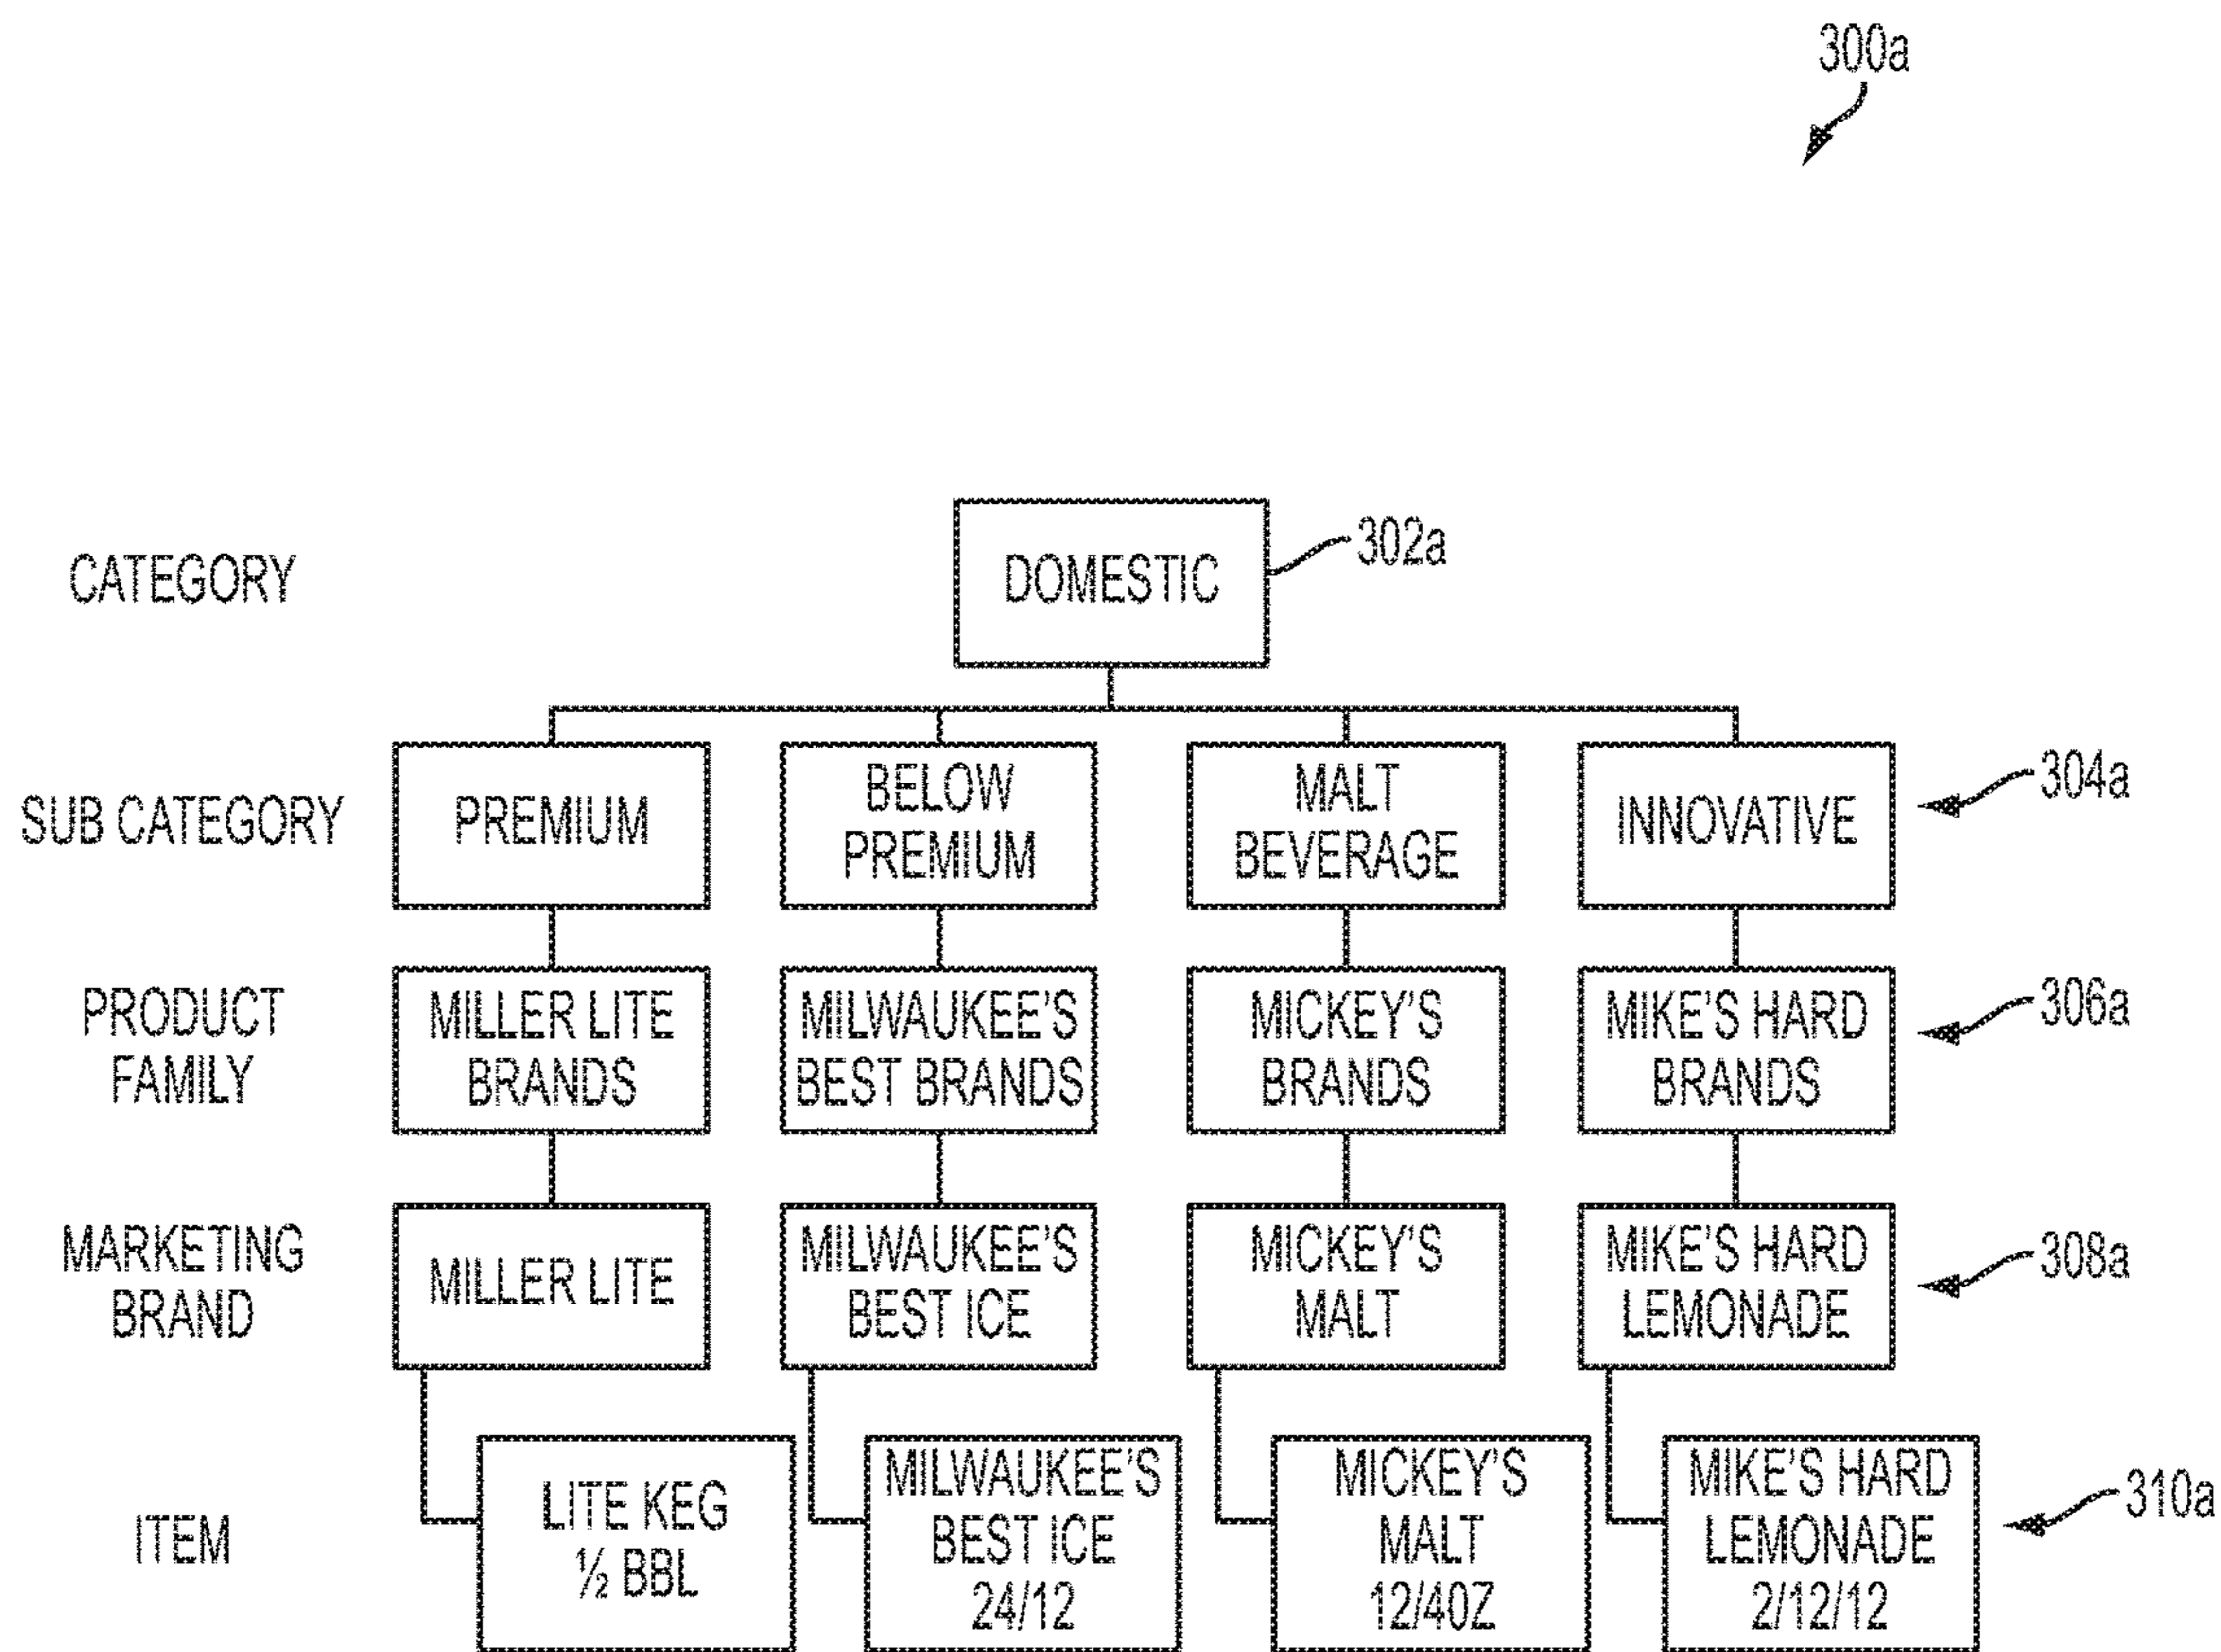 300a
CATEGORY
DOMESTIC
302a
SUB CATEGORY
PREMIUM
BELOW
PREMIUM
MALT
BEVERAGE
INNOVATIVE
304a
PRODUCT
FAMILY
MILLER LITE
BRANDS
MILWAUKEE'S
BEST BRANDS
MICKEY'S
BRANDS
MIKE'S HARD
BRANDS
306a
MARKETING
BRAND
MILLER LITE
MILWAUKEE'S
BEST ICE
MICKEY'S
MALT
MIKE'S HARD
LEMONADE
308a
ITEM
LITE KEG
½ BBL
MILWAUKEE'S
BEST ICE
24/12
MICKEY'S
MALT
12/40Z
MIKE'S HARD
LEMONADE
2/12/12
310a